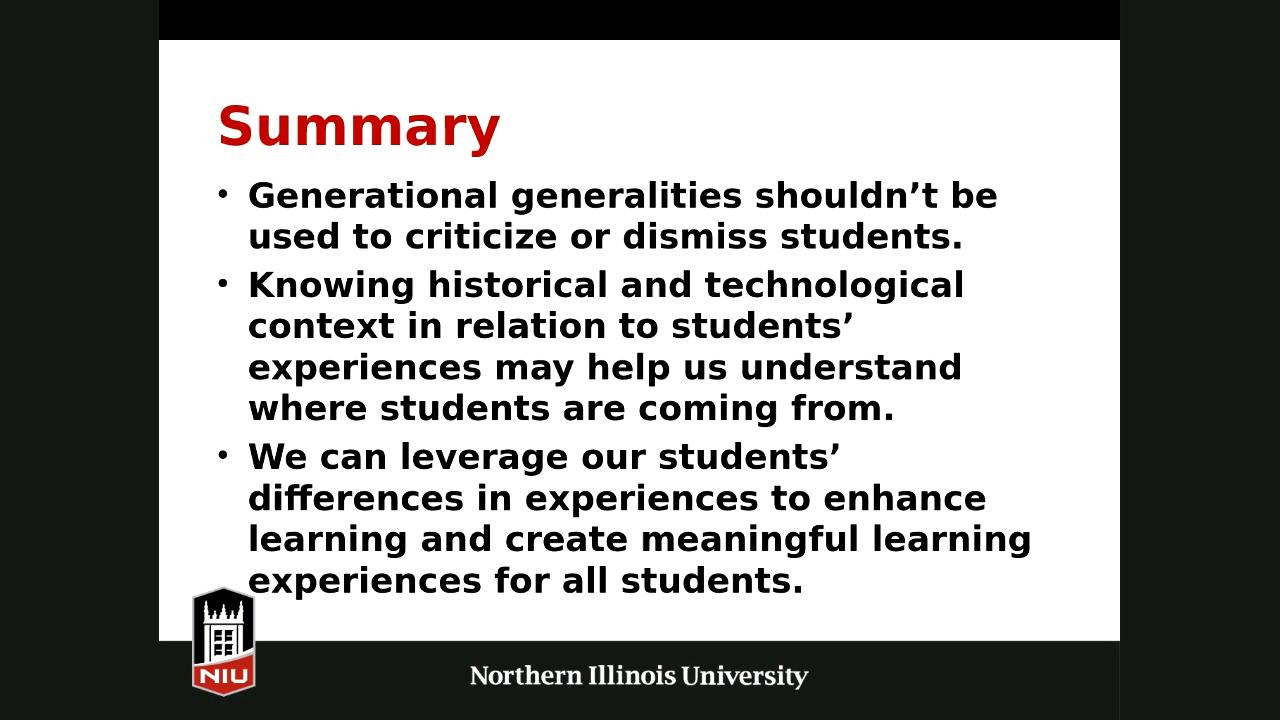 Summary
• Generational generalities shouldn’t be
used to criticize or dismiss students.
• Knowing historical and technological
context in relation to students’
experiences may help us understand
where students are coming from.
• We can leverage our students’
differences in experiences to enhance
learning and create meaningful learning
experiences for all students.
NIU
Northern Illinois University